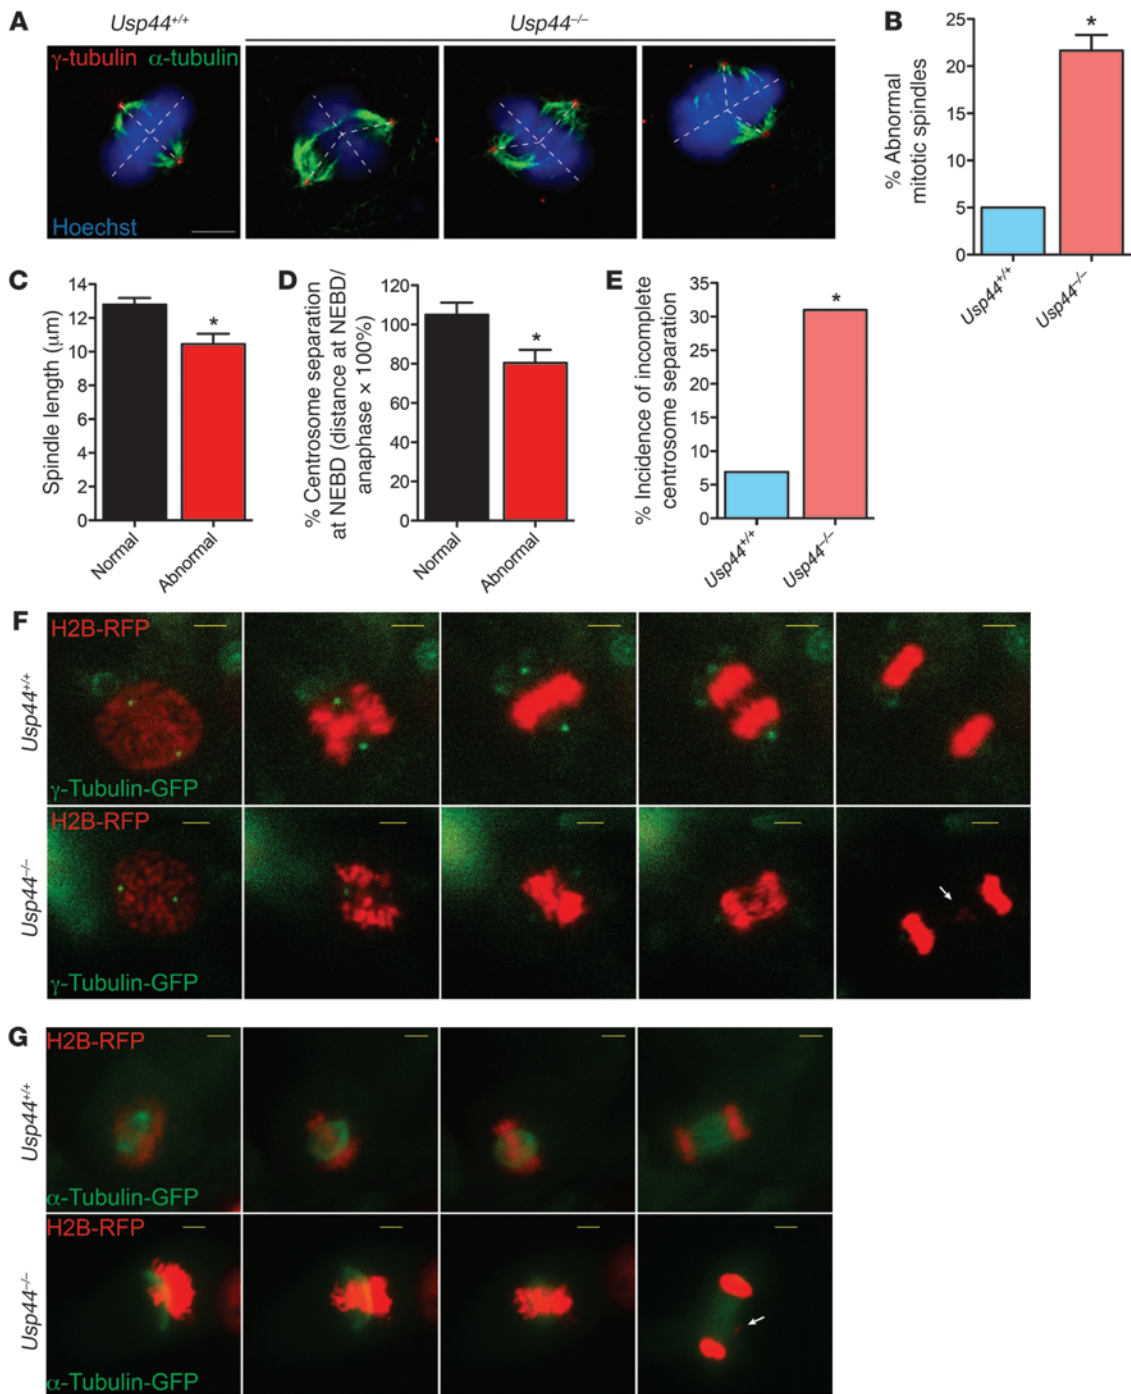 A
Usp44+/+
Usp44–/–
γ-tubulin α-tubulin
Hoechst
B
% Abnormal
mitotic spindles
25
20
15
10
5
0
*
Usp44+/+
Usp44–/–
C
Spindle length (μm)
14
12
10
8
6
4
2
0
*
Normal
Abnormal
D
% Centrosome separation
at NEBD (distance at NEBD/
anaphase × 100%)
120
100
80
60
40
20
0
*
Normal
Abnormal
E
% Incidence of incomplete
centrosome separation
35
30
25
20
15
10
5
0
*
Usp44+/+
Usp44–/–
F
Usp44+/+
H2B-RFP
γ-Tubulin-GFP
Usp44–/–
H2B-RFP
γ-Tubulin-GFP
G
Usp44+/+
H2B-RFP
α-Tubulin-GFP
Usp44–/–
H2B-RFP
α-Tubulin-GFP